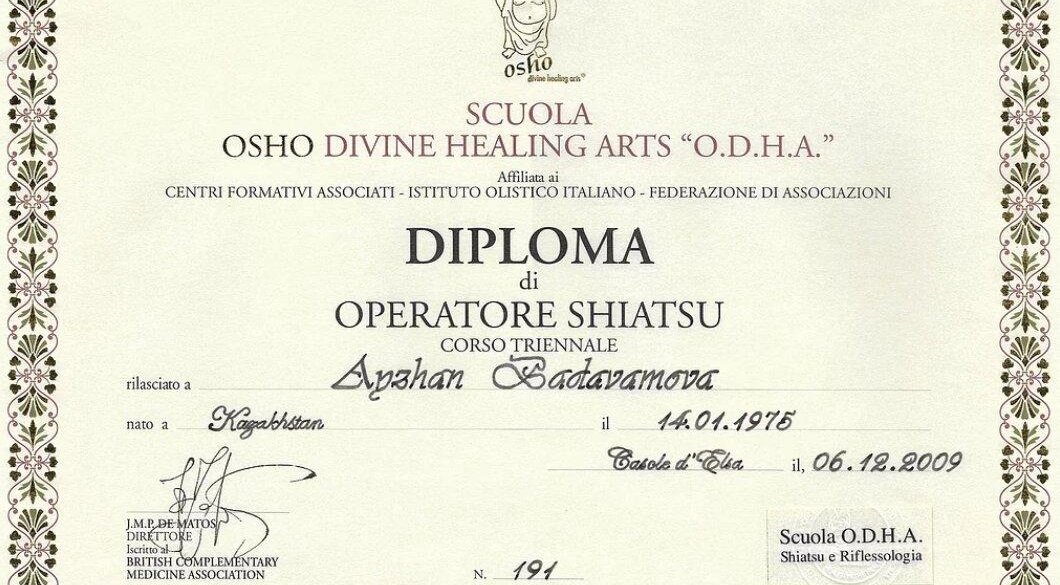 osho
divine healing arts®
SCUOLA
OSHO DIVINE HEALING ARTS “O.D.H.A.”
Affiliata ai
CENTRI FORMATIVI ASSOCIATI - ISTITUTO OLISTICO ITALIANO - FEDERAZIONE DI ASSOCIAZIONI
DIPLOMA
di
OPERATORE SHIATSU
CORSO TRIENNALE
rilasciato a Ayzhan Badavamova
nato a Kazakhstan il 14.01.1975
Casole d'Elsa il, 06.12.2009
J.M.P. DE MATOS
DIRETTORE
Iscritto al
BRITISH COMPLEMENTARY
MEDICINE ASSOCIATION
N. 191
Scuola O.D.H.A.
Shiatsu e Riflessologia